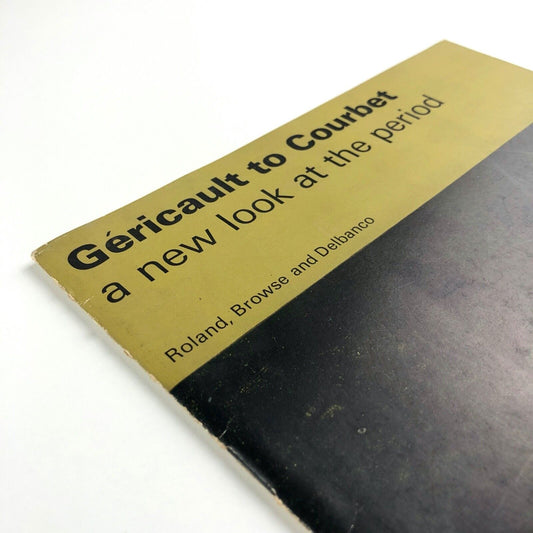 Géricault to Courbet
a new look at the period
Roland, Browse and Delbanco